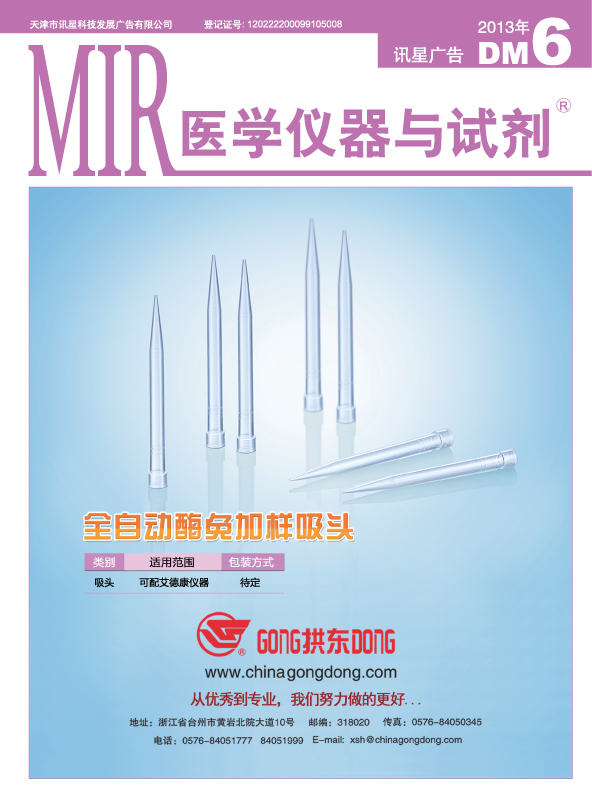 天津市讯星科技发展广告有限公司 登记证号: 120222200099105008
2013年
讯星广告 DM 6
MIR 医学仪器与试剂 ®
全自动酶免加样吸头
类别 适用范围 包装方式
吸头 可配艾德康仪器 待定
® GONG拱东DONG
www.chinagongdong.com
从优秀到专业，我们努力做的更好...
地址：浙江省台州市黄岩北院大道10号 邮编：318020 传真：0576-84050345
电话：0576-84051777 84051999 E-mail: xsh@chinagongdong.com